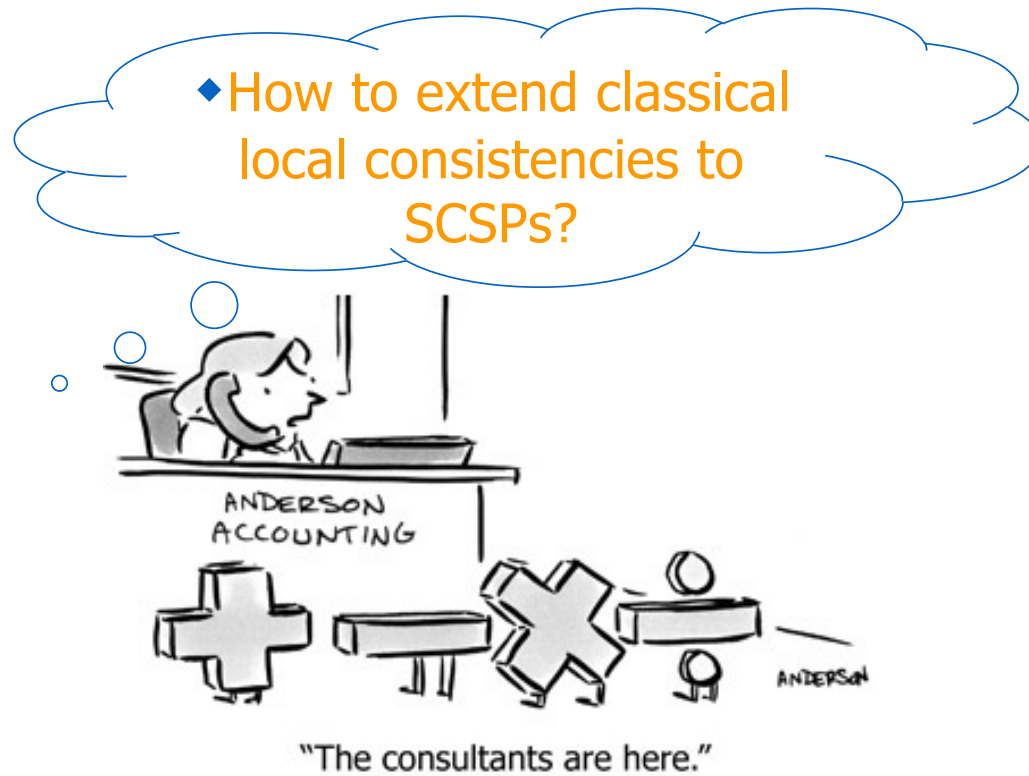 ◆How to extend classical
local consistencies to
SCSPs?
ANDERSON
ACCOUNTING
ANDERSON
"The consultants are here."